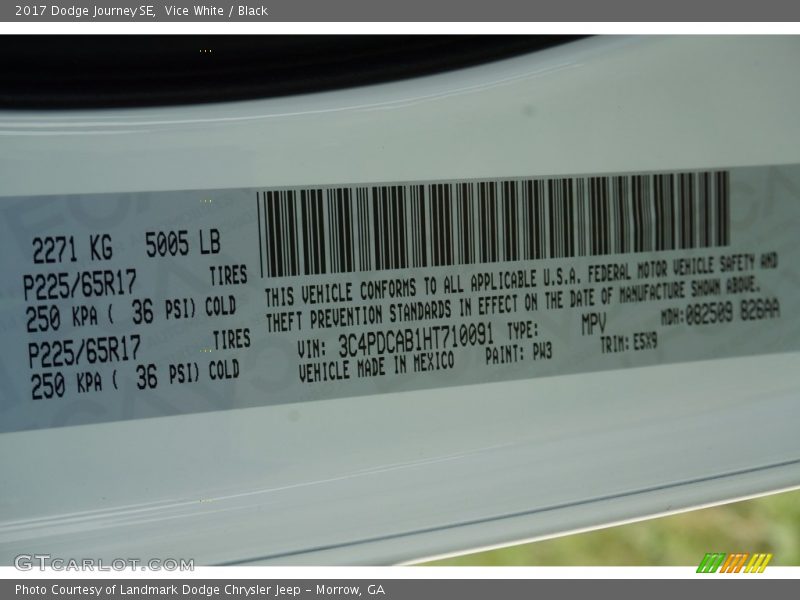 2017 Dodge Journey SE, Vice White / Black
2271 KG 5005 LB
P225/65R17 TIRES
250 KPA ( 36 PSI) COLD
P225/65R17 TIRES
250 KPA ( 36 PSI) COLD
THIS VEHICLE CONFORMS TO ALL APPLICABLE U.S.A. FEDERAL MOTOR VEHICLE SAFETY AND
THEFT PREVENTION STANDARDS IN EFFECT ON THE DATE OF MANUFACTURE SHOWN ABOVE.
VIN: 3C4PDCAB1HT710091 TYPE: MPV MDH: 082509 826AA
VEHICLE MADE IN MEXICO PAINT: PW3 TRIM: E5X9
GTCARLOT.COM
Photo Courtesy of Landmark Dodge Chrysler Jeep – Morrow, GA